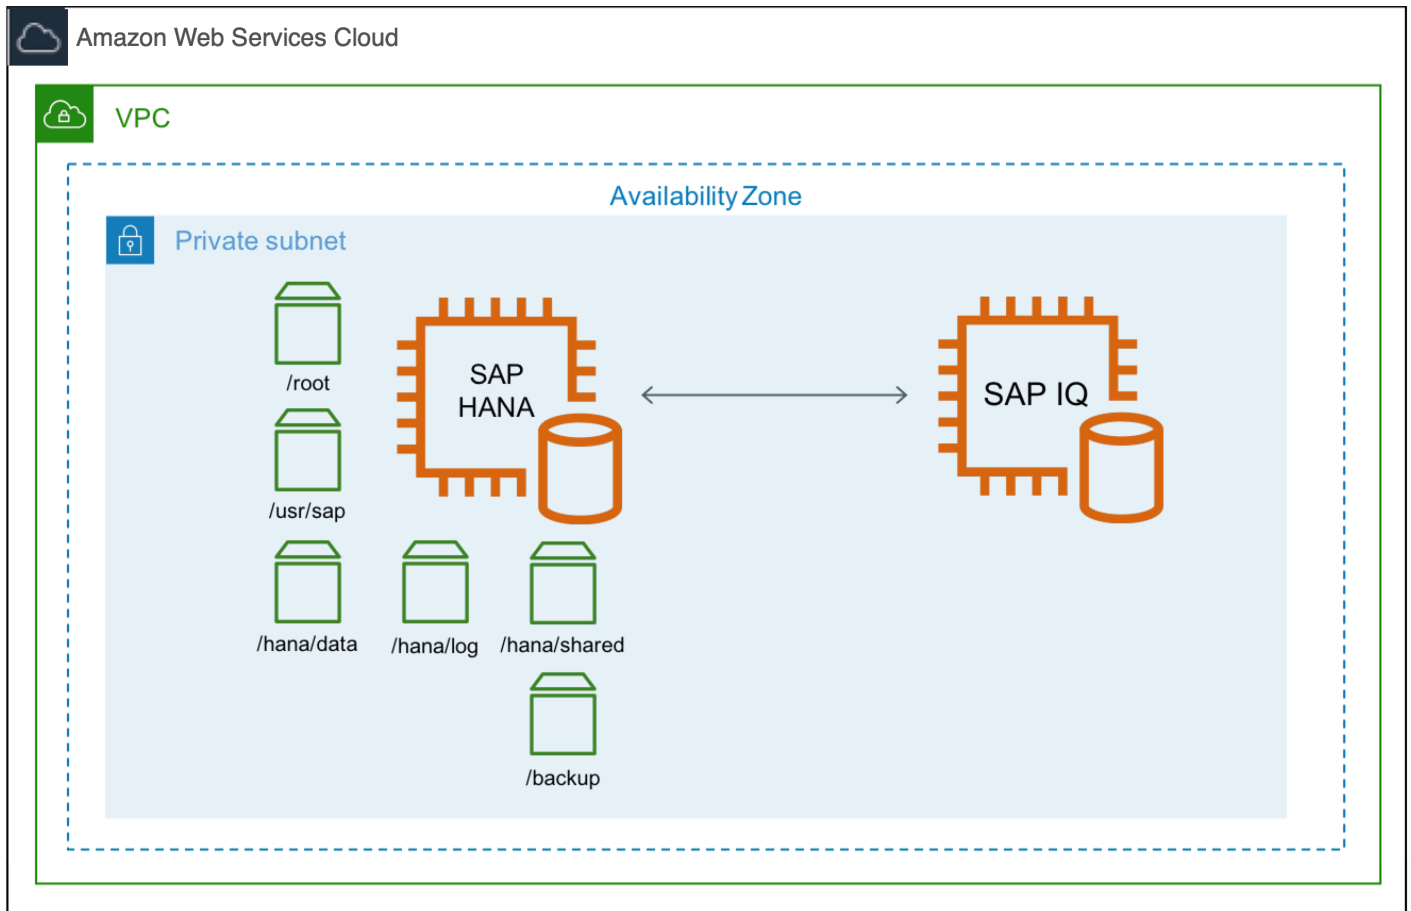 Amazon Web Services Cloud
VPC
Availability Zone
Private subnet
/root
SAP
HANA
SAP IQ
/usr/sap
/hana/data
/hana/log
/hana/shared
/backup